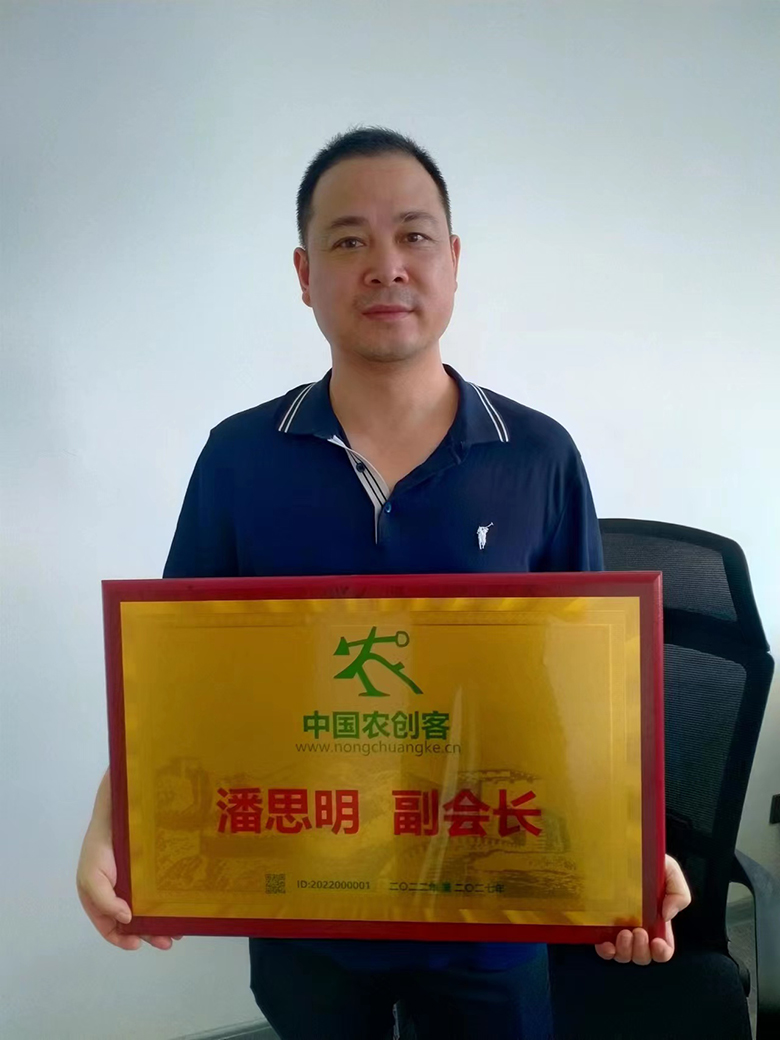 中国农创客
www.nongchuangke.cn
潘思明 副会长
ID:2022000001 二〇二二年至二〇二七年